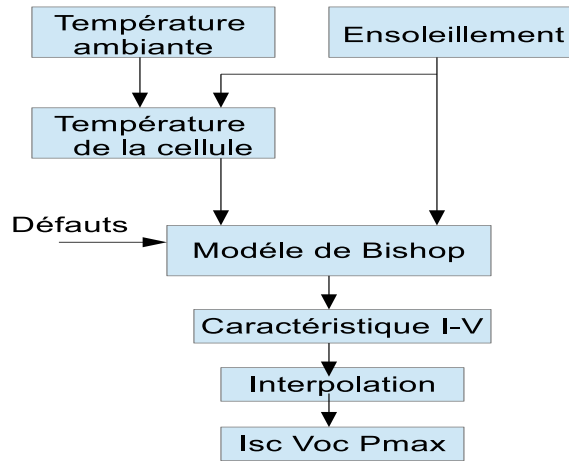 Température
ambiante
Ensoleillement
Température
de la cellule
Défauts
Modéle de Bishop
Caractéristique I-V
Interpolation
Isc Voc Pmax